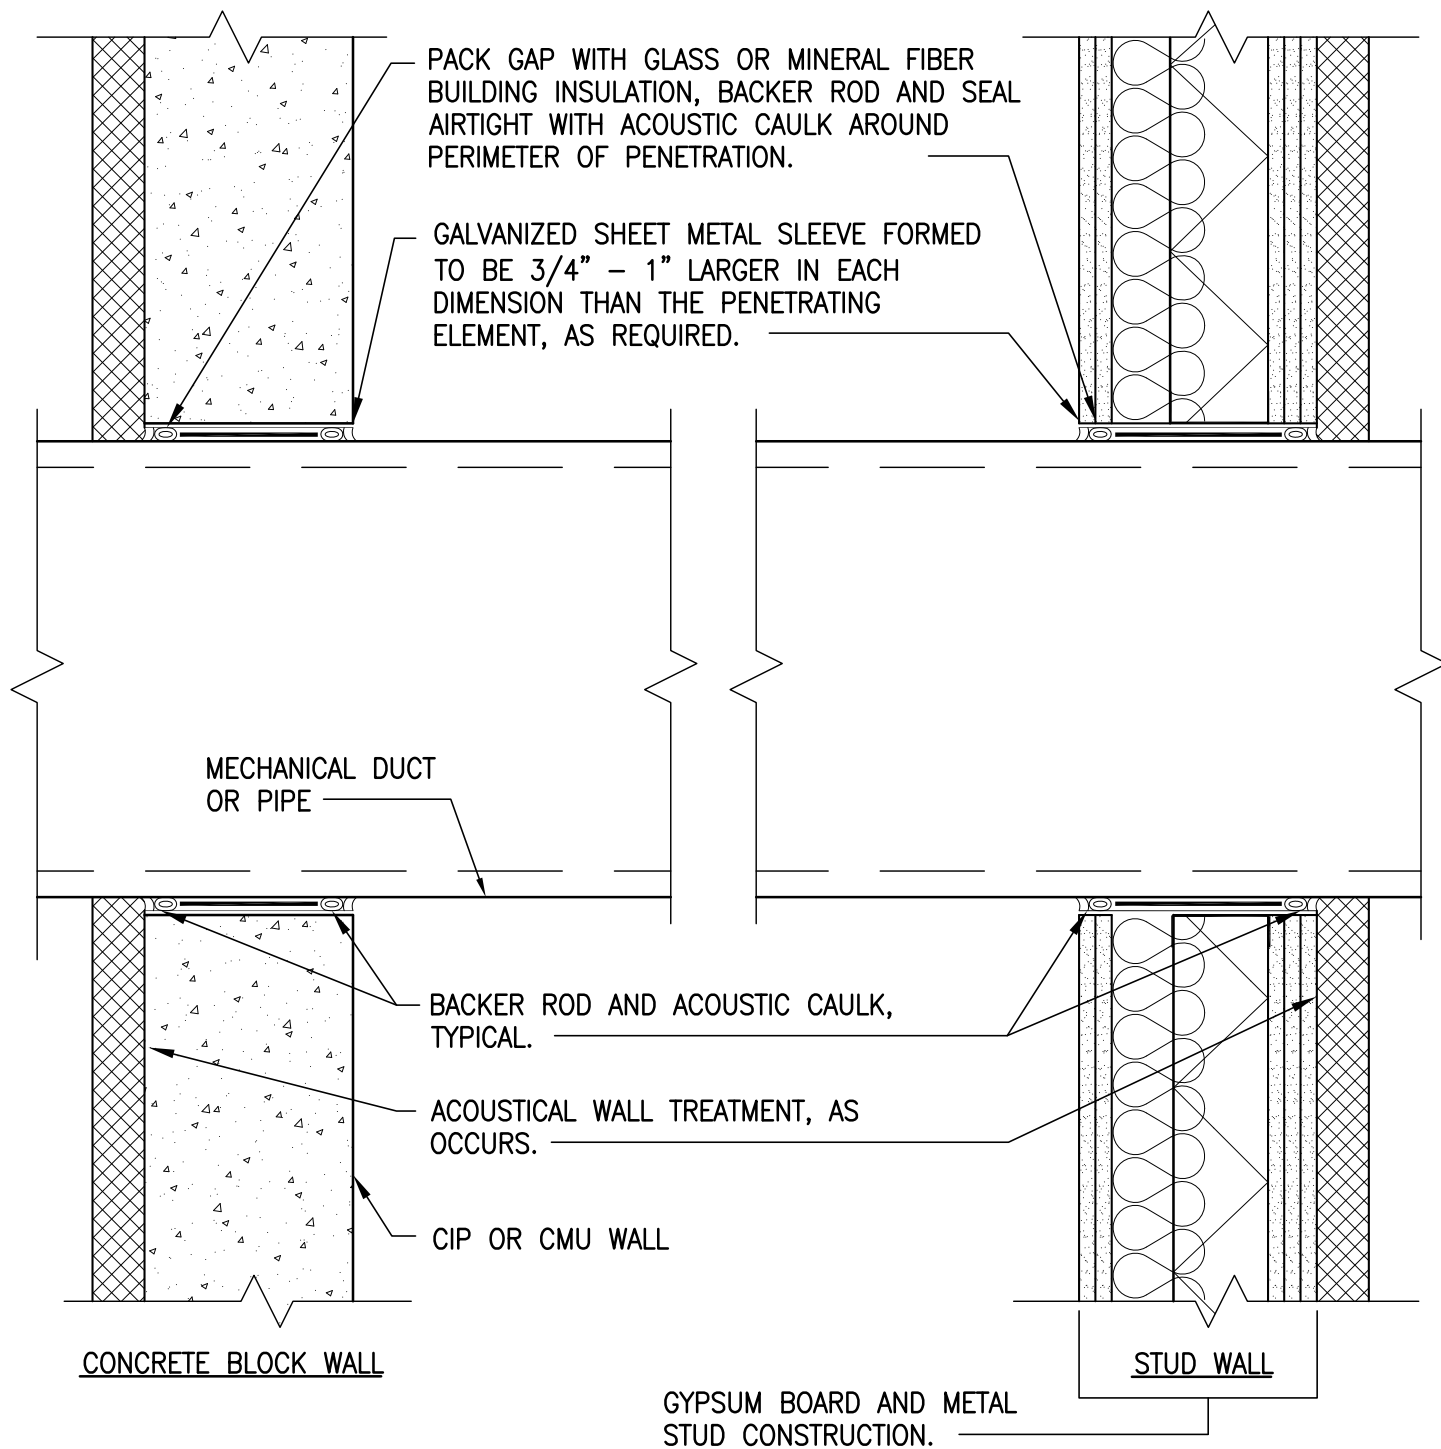 PACK GAP WITH GLASS OR MINERAL FIBER
BUILDING INSULATION, BACKER ROD AND SEAL
AIRTIGHT WITH ACOUSTIC CAULK AROUND
PERIMETER OF PENETRATION.
GALVANIZED SHEET METAL SLEEVE FORMED
TO BE 3/4" – 1" LARGER IN EACH
DIMENSION THAN THE PENETRATING
ELEMENT, AS REQUIRED.
MECHANICAL DUCT
OR PIPE
BACKER ROD AND ACOUSTIC CAULK,
TYPICAL.
ACOUSTICAL WALL TREATMENT, AS
OCCURS.
CIP OR CMU WALL
CONCRETE BLOCK WALL
STUD WALL
GYPSUM BOARD AND METAL
STUD CONSTRUCTION.